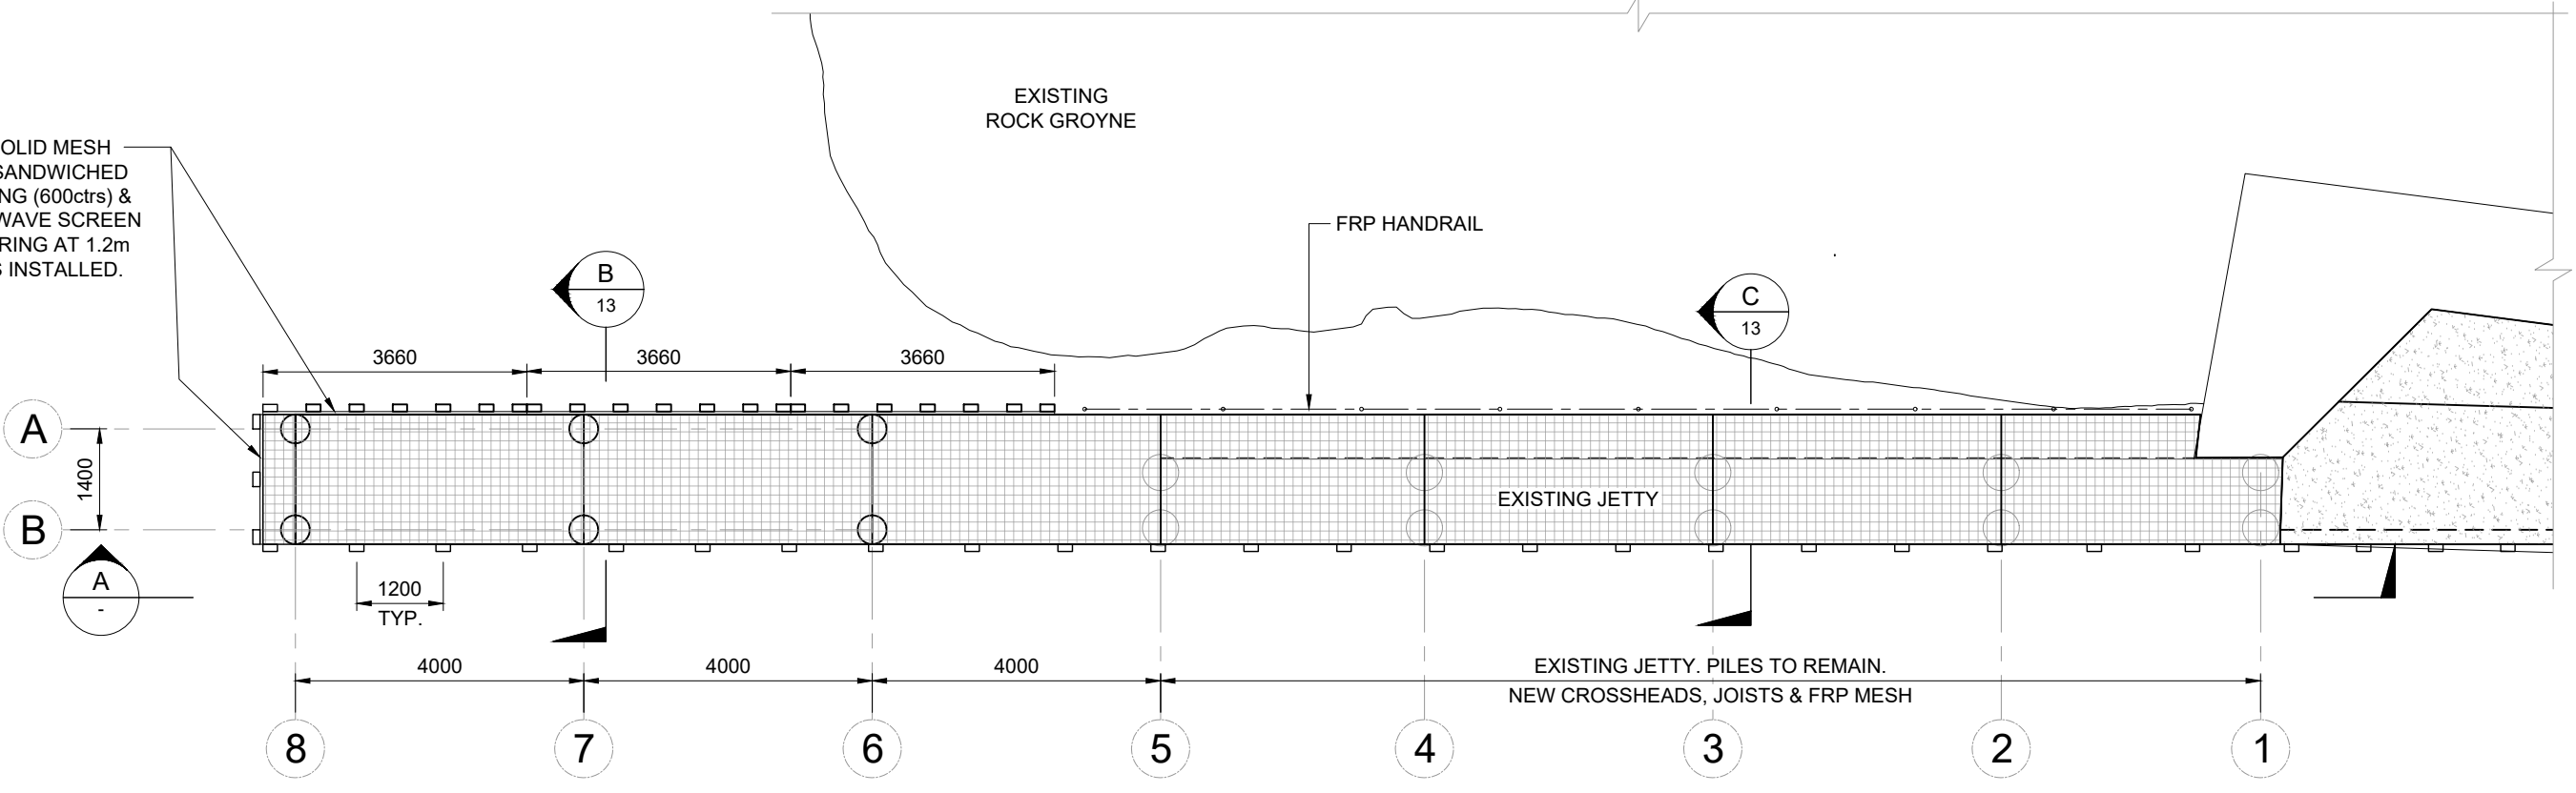 EXISTING
ROCK GROYNE
OLID MESH
SANDWICHED
NG (600ctrs) &
WAVE SCREEN
RING AT 1.2m
S INSTALLED.
FRP HANDRAIL
B
13
C
13
3660
3660
3660
A
1400
B
EXISTING JETTY
A
-
1200
TYP.
4000
4000
4000
EXISTING JETTY. PILES TO REMAIN.
NEW CROSSHEADS, JOISTS & FRP MESH
8
7
6
5
4
3
2
1